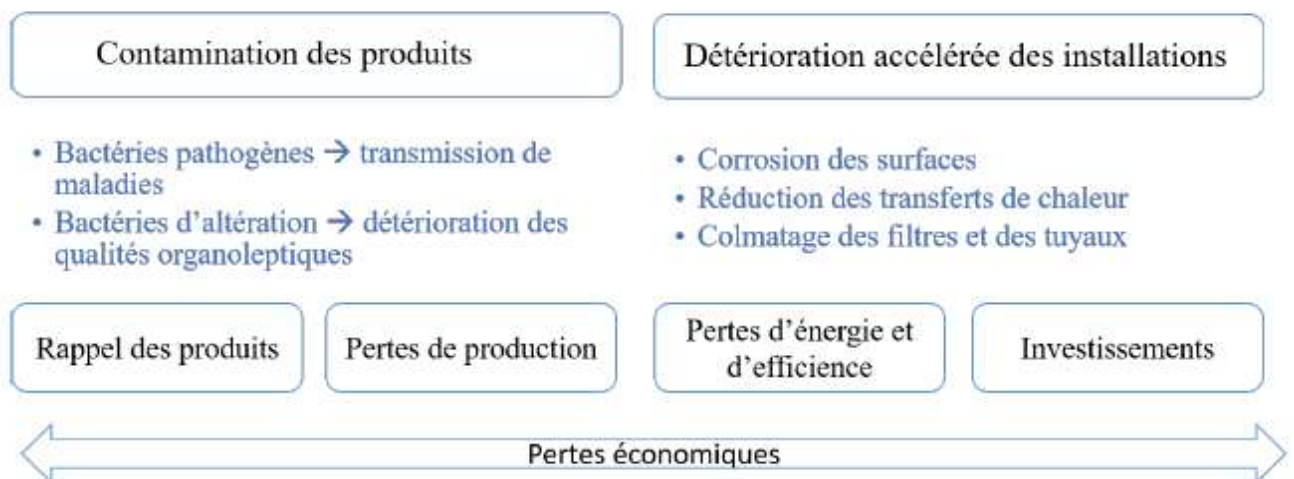 Contamination des produits
Détérioration accélérée des installations
• Bactéries pathogènes → transmission de
maladies
• Bactéries d'altération → détérioration des
qualités organoleptiques
• Corrosion des surfaces
• Réduction des transferts de chaleur
• Colmatage des filtres et des tuyaux
Rappel des produits
Pertes de production
Pertes d'énergie et
d'efficience
Investissements
Pertes économiques